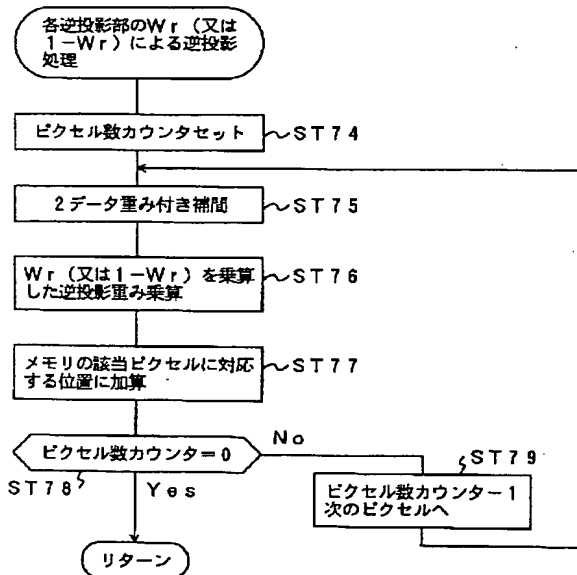 各逆投影部のWr(又は
1-Wr)による逆投影
処理
ピクセル数カウンタセット
ST74
2データ重み付き補間
ST75
Wr(又は1-Wr)を乗算
した逆投影重み乗算
ST76
メモリの該当ピクセルに対応
する位置に加算
ST77
ピクセル数カウンター=0
No
ST78
Yes
ST79
ピクセル数カウンター-1
次のピクセルへ
リターン